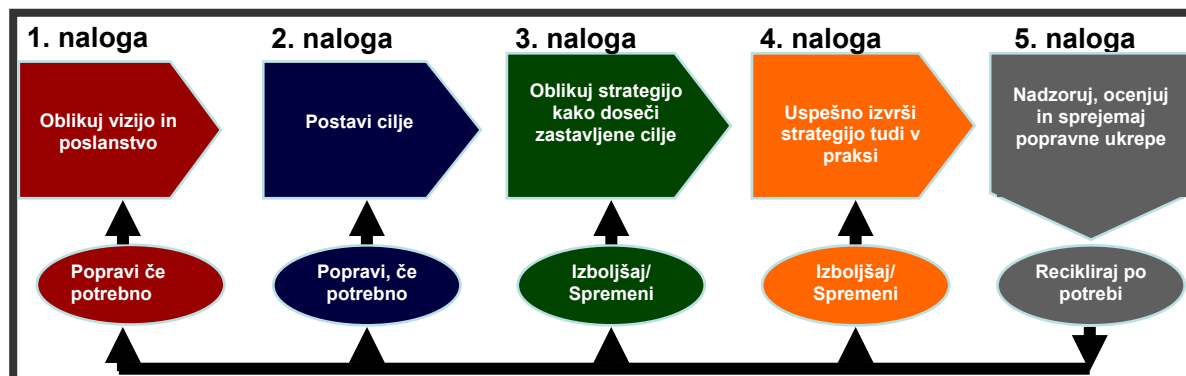 1. naloga
2. naloga
3. naloga
4. naloga
5. naloga
Oblikuj vizijo in
poslanstvo
Postavi cilje
Oblikuj strategijo
kako doseči
zastavljene cilje
Uspešno izvrši
strategijo tudi v
praksi
Nadzoruj, ocenjuj
in sprejemaj
popravne ukrepe
Popravi če
potrebno
Popravi, če
potrebno
Izboljšaj/
Spremeni
Izboljšaj/
Spremeni
Recikliraj po
potrebi